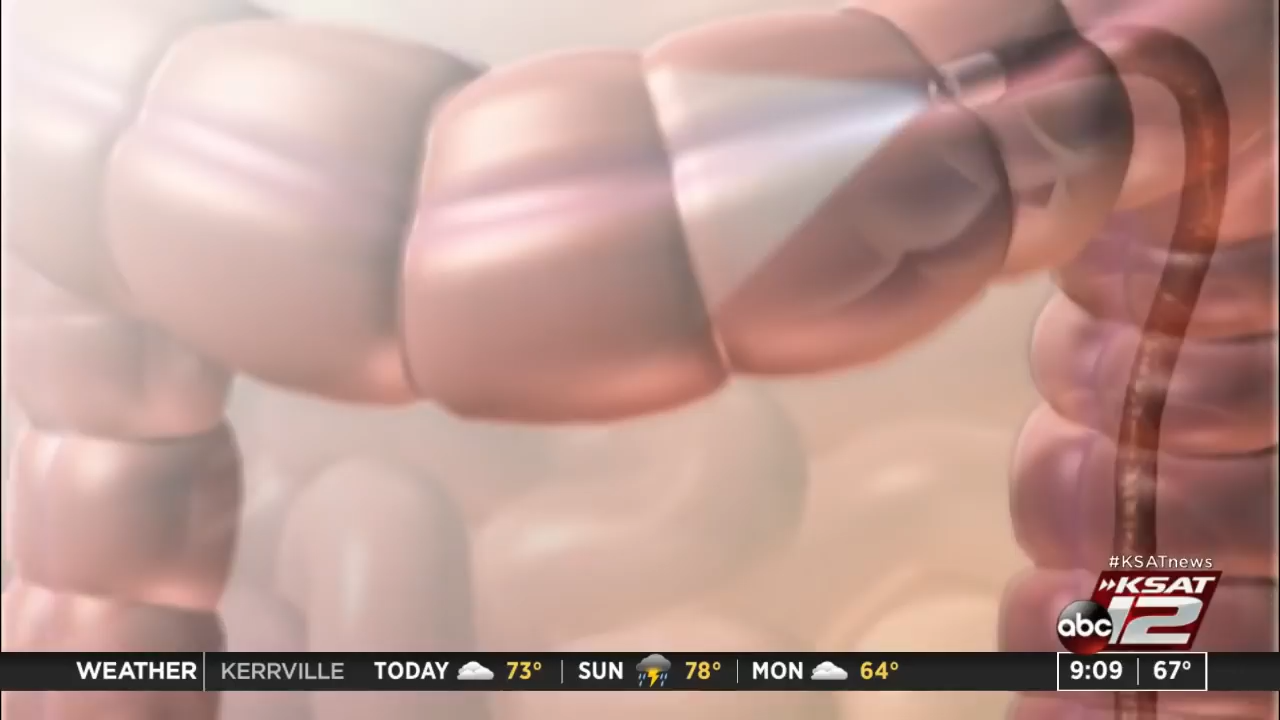 #KSATnews
KSAT
abc 12
WEATHER KERRVILLE TODAY 73° SUN 78° MON 64° 9:09 67°